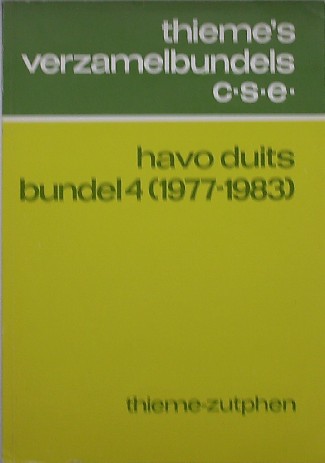 thieme's
verzamelbundels
c·s·e·
havo duits
bundel 4 (1977-1983)
thieme-zutphen